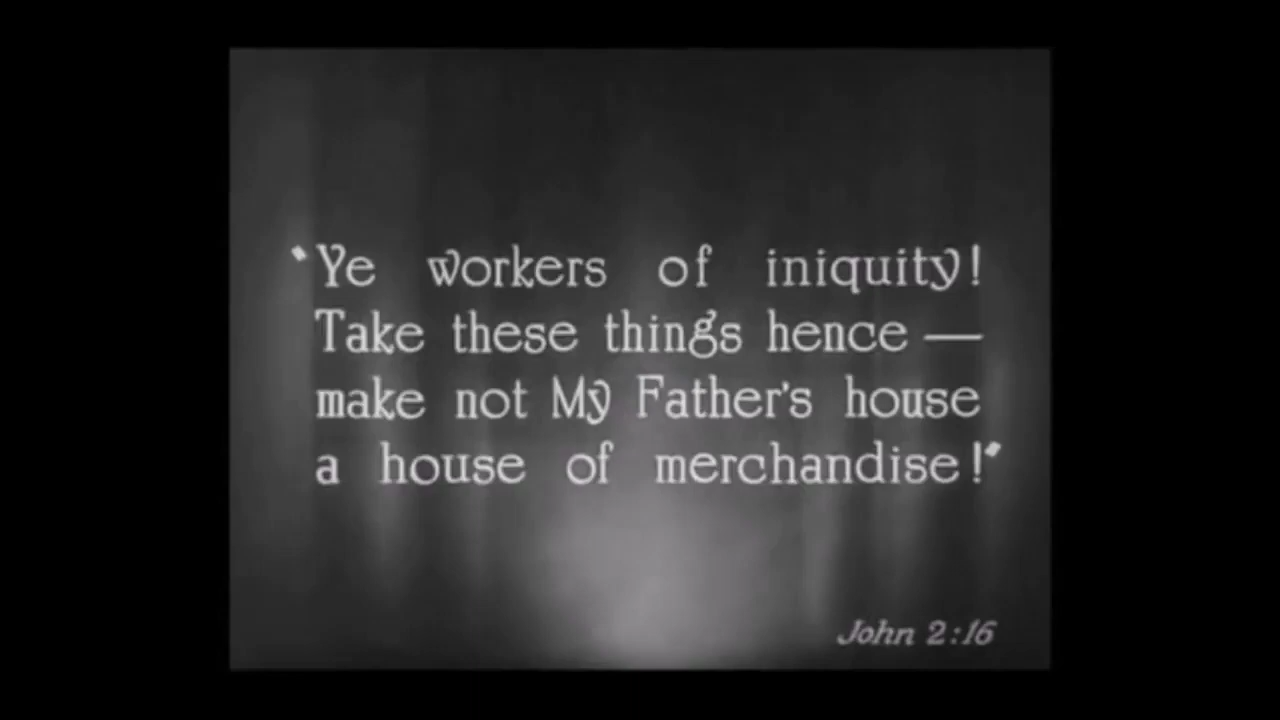 'Ye workers of iniquity!
Take these things hence —
make not My Father's house
a house of merchandise!'
John 2:16